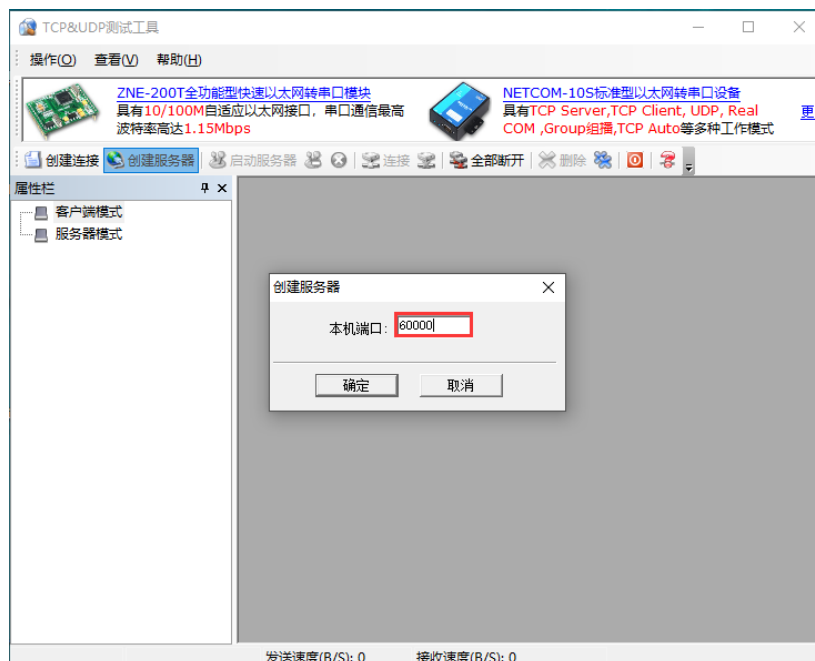 TCP&UDP测试工具
操作(O) 查看(V) 帮助(H)
ZNE-200T全功能型快速以太网转串口模块
具有10/100M自适应以太网接口，串口通信最高
波特率高达1.15Mbps
NETCOM-10S标准型以太网转串口设备
具有TCP Server,TCP Client, UDP, Real
COM ,Group组播,TCP Auto等多种工作模式
更
创建连接 创建服务器 启动服务器 连接 全部断开 删除
属性栏
客户端模式
服务器模式
创建服务器
本机端口: 60000
确定 取消
发送速度(B/S): 0 接收速度(B/S): 0